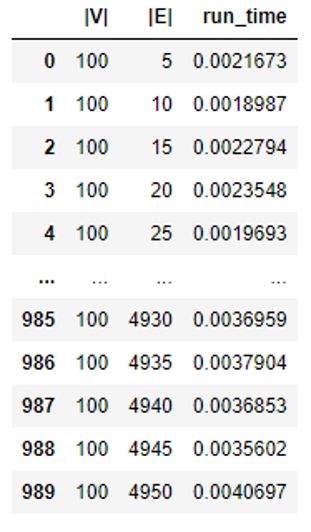 |V| |E| run_time
0 100 5 0.0021673
1 100 10 0.0018987
2 100 15 0.0022794
3 100 20 0.0023548
4 100 25 0.0019693
... ... ... ...
985 100 4930 0.0036959
986 100 4935 0.0037904
987 100 4940 0.0036853
988 100 4945 0.0035602
989 100 4950 0.0040697